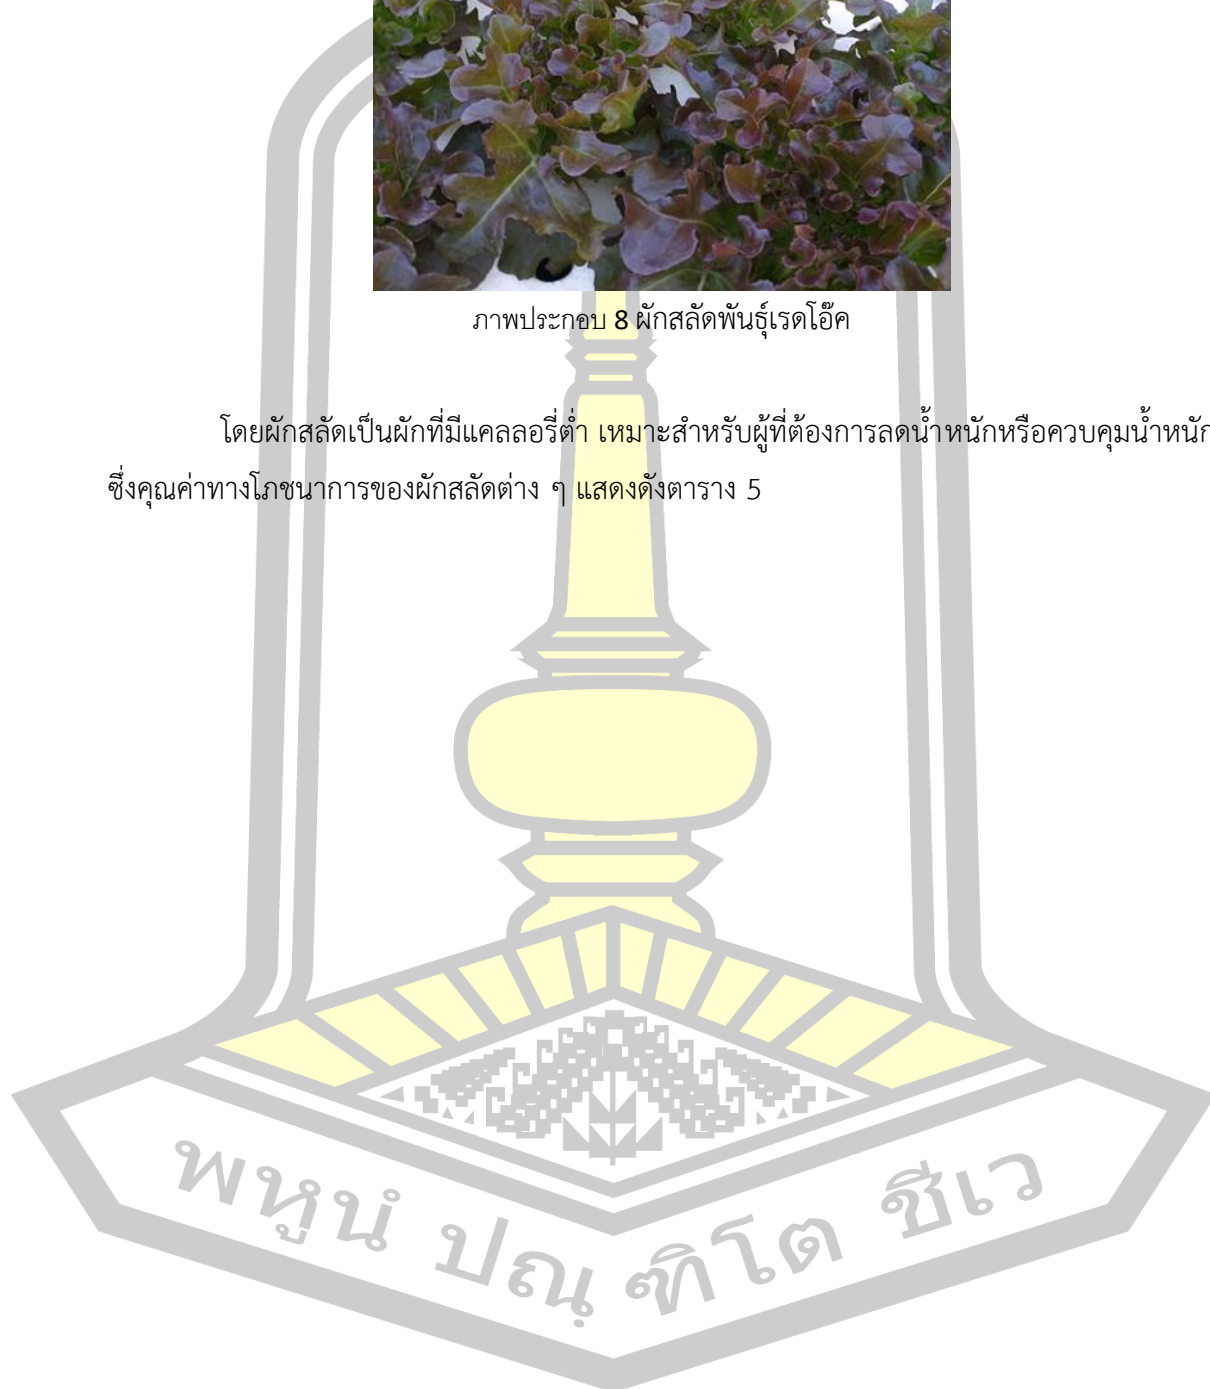 ภาพประกอบ 8 ผักสลัดพันธุ์เรดโอ๊ค
โดยผักสลัดเป็นผักที่มีแคลลอรี่ต่ำ เหมาะสำหรับผู้ที่ต้องการลดน้ำหนักหรือควบคุมน้ำหนัก
ซึ่งคุณค่าทางโภชนาการของผักสลัดต่าง ๆ แสดงดังตาราง 5
พหูนํ ปณฺฑิโต ชีเว